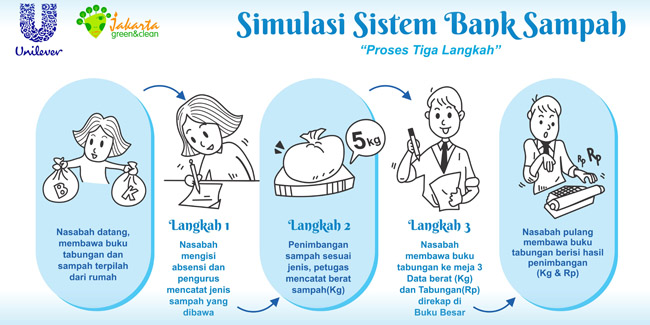 Unilever
Jakarta
green&clean
Simulasi Sistem Bank Sampah
“Proses Tiga Langkah”
B
K
Nasabah datang,
membawa buku
tabungan dan
sampah terpilah
dari rumah
Langkah 1
Nasabah
mengisi
absensi dan
pengurus
mencatat jenis
sampah yang
dibawa
5kg
Langkah 2
Penimbangan
sampah sesuai
jenis, petugas
mencatat berat
sampah(Kg)
Langkah 3
Nasabah
membawa buku
tabungan ke meja 3
Data berat (Kg)
dan Tabungan(Rp)
direkap di
Buku Besar
Rp Rp
Nasabah pulang
membawa buku
tabungan berisi hasil
penimbangan
(Kg & Rp)